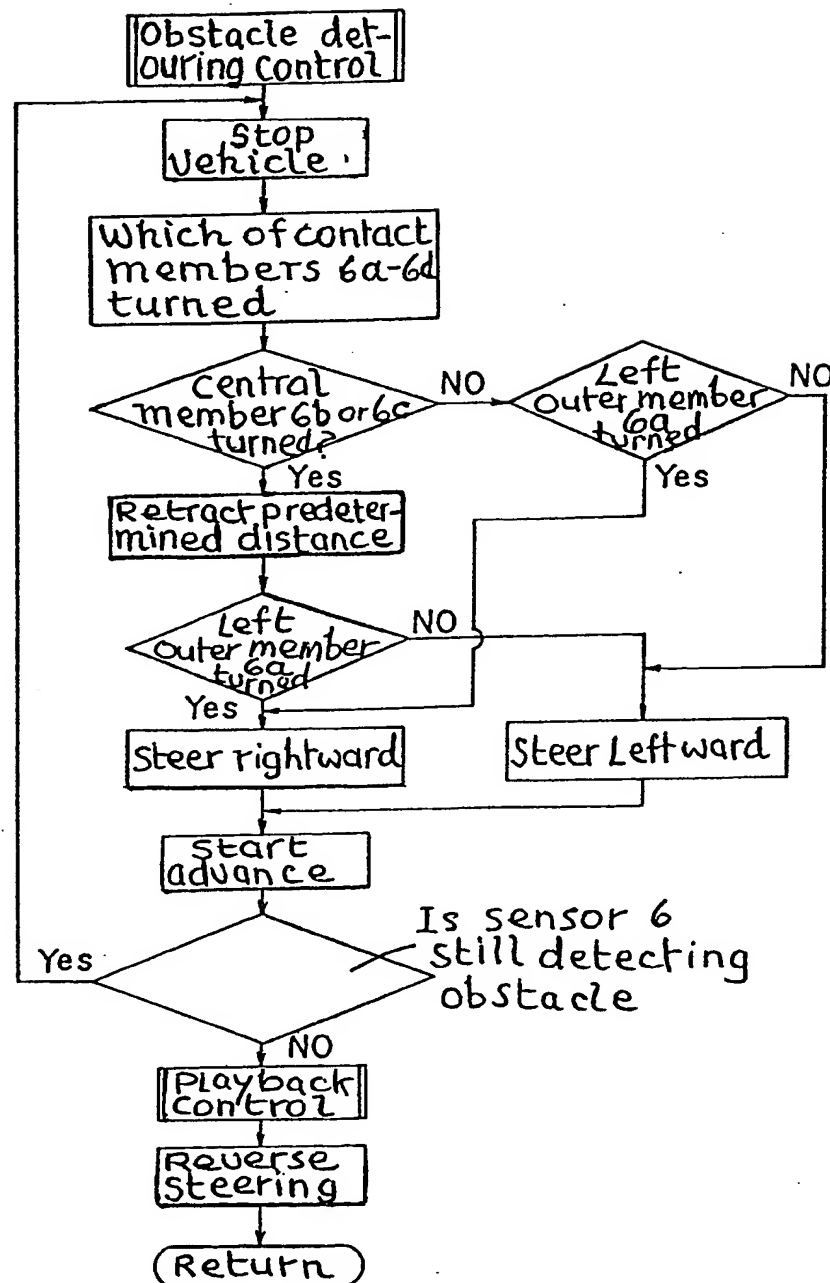 Obstacle det-
ouring control
Stop
Vehicle.
Which of contact
members 6a-6d
turned
Central
member 6b or 6c
turned?
NO
Left
outer member
6a
turned
NO
Yes
Yes
Retract predeter-
mined distance
Left
outer member
6a
turned
NO
Yes
Steer rightward
Steer Leftward
Start
advance
Is sensor 6
still detecting
obstacle
Yes
NO
Playback
control
Reverse
steering
Return